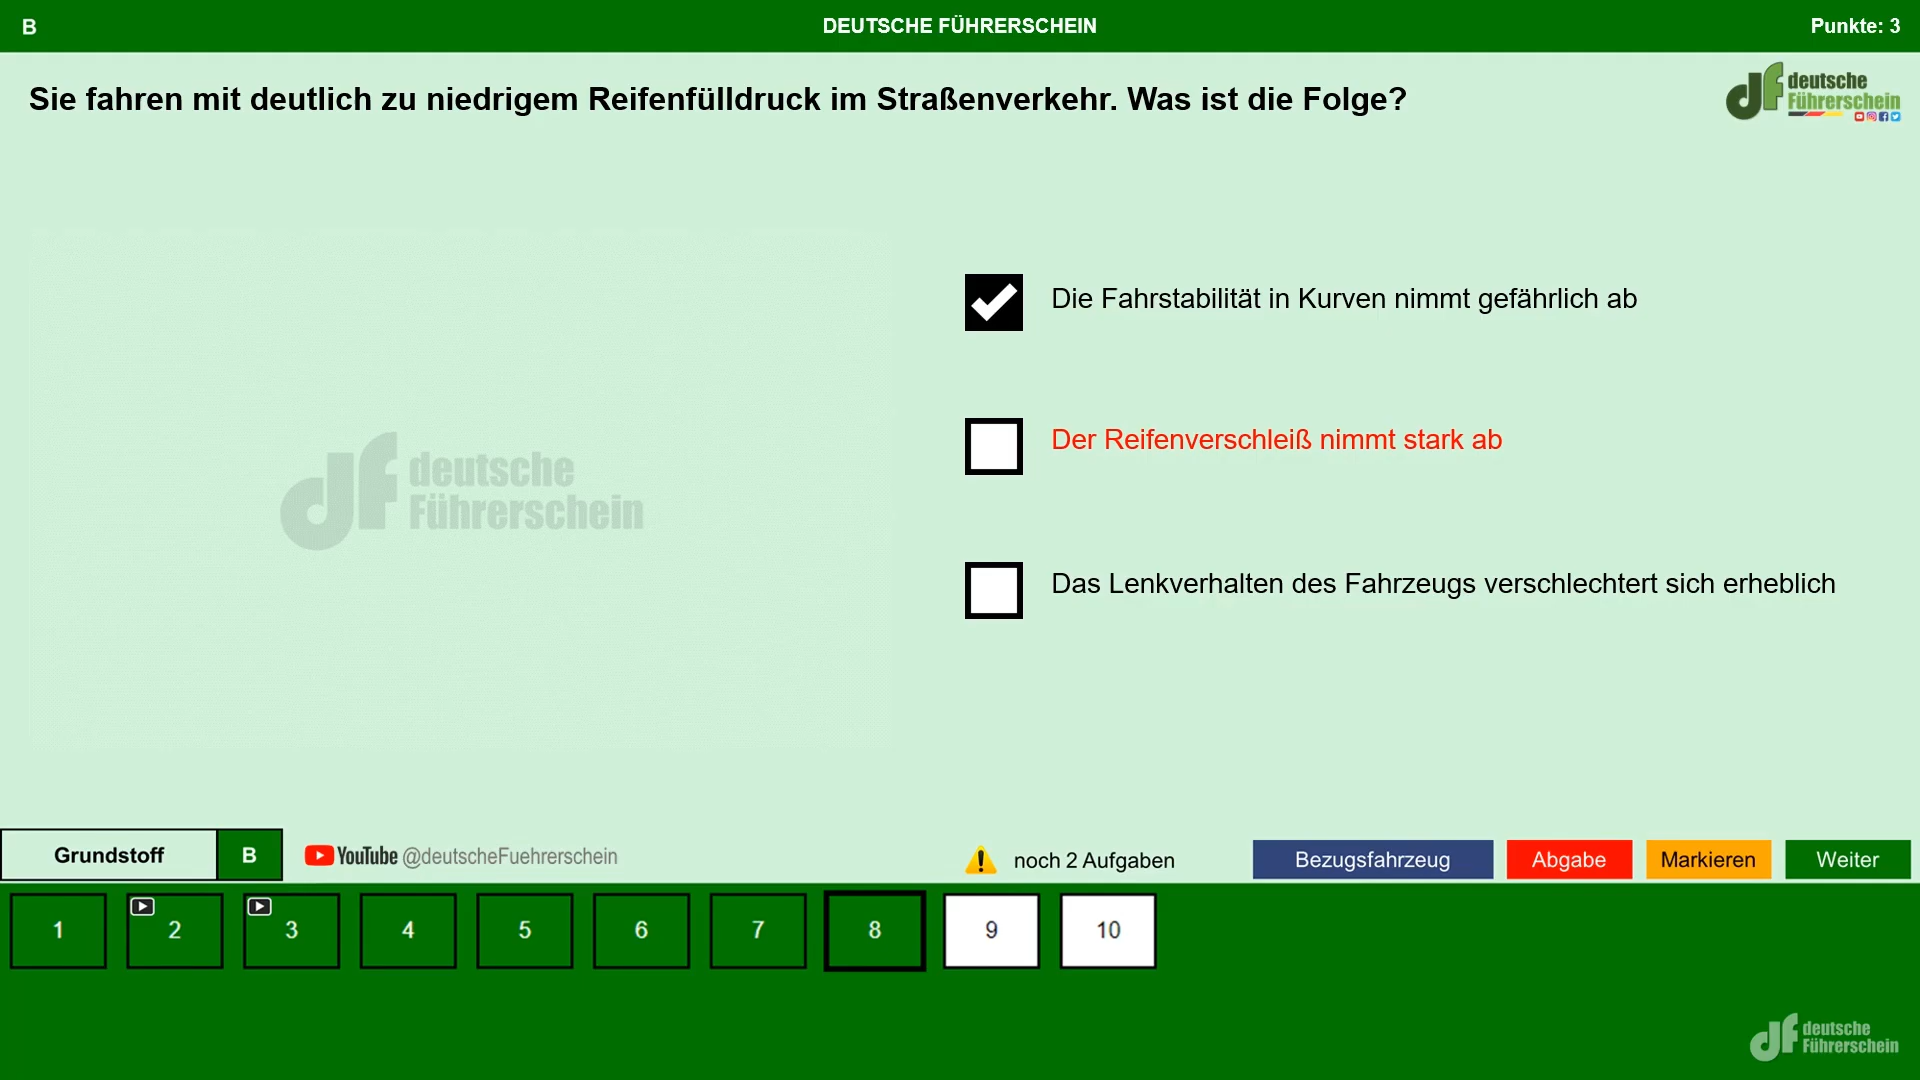 B
DEUTSCHE FÜHRERSCHEIN
Punkte: 3
Sie fahren mit deutlich zu niedrigem Reifenfülldruck im Straßenverkehr. Was ist die Folge?
df deutsche
Führerschein
Die Fahrstabilität in Kurven nimmt gefährlich ab
Der Reifenverschleiß nimmt stark ab
df deutsche
Führerschein
Das Lenkverhalten des Fahrzeugs verschlechtert sich erheblich
Grundstoff
B
YouTube @deutscheFuehrerschein
noch 2 Aufgaben
Bezugsfahrzeug
Abgabe
Markieren
Weiter
1
2
3
4
5
6
7
8
9
10
df deutsche
Führerschein